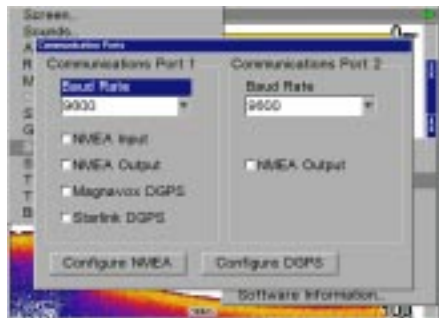 Screen...
Sounds...
Communication Ports
Communications Port 1
Communications Port 2
Baud Rate
Baud Rate
9600
9600
NMEA Input
NMEA Output
NMEA Output
Magnavox DGPS
Starlink DGPS
Configure NMEA
Configure DGPS
Software Information...